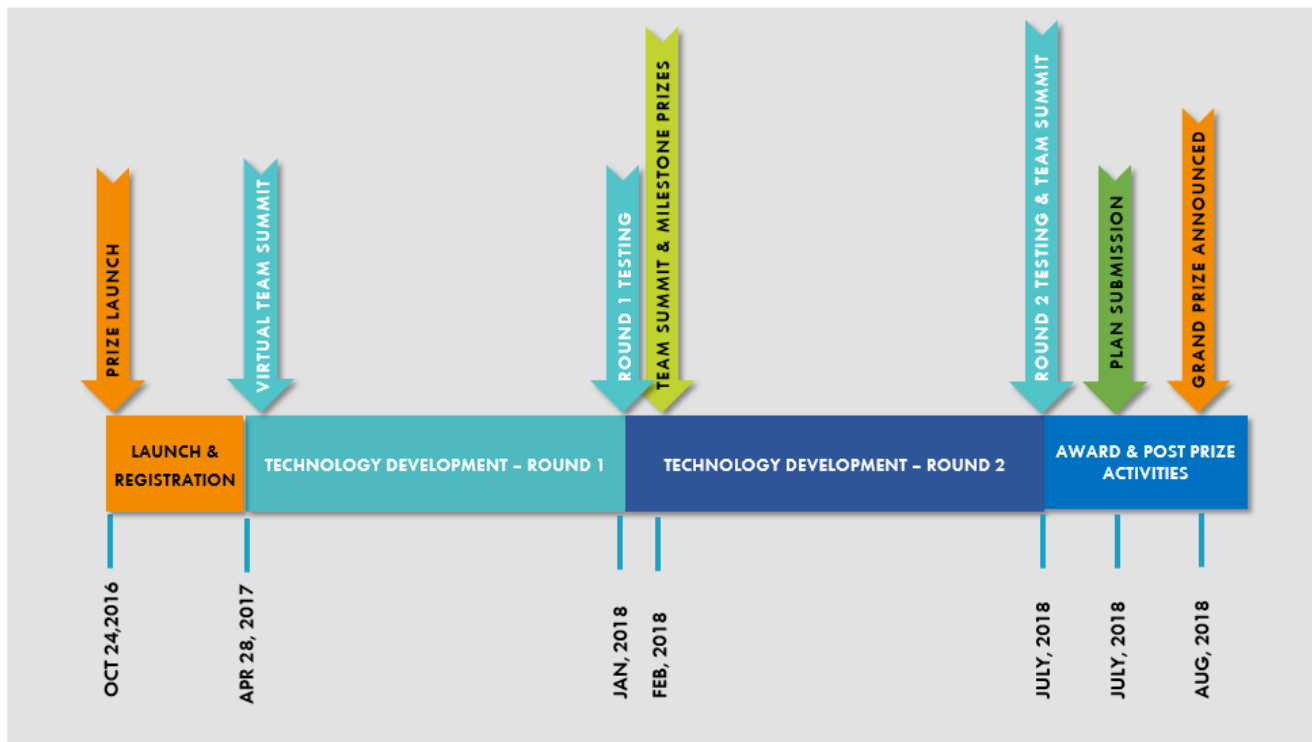 PRIZE LAUNCH
VIRTUAL TEAM SUMMIT
ROUND 1 TESTING
TEAM SUMMIT & MILESTONE PRIZES
ROUND 2 TESTING & TEAM SUMMIT
PLAN SUBMISSION
GRAND PRIZE ANNOUNCED
LAUNCH &
REGISTRATION
TECHNOLOGY DEVELOPMENT – ROUND 1
TECHNOLOGY DEVELOPMENT – ROUND 2
AWARD & POST PRIZE
ACTIVITIES
OCT 24,2016
APR 28, 2017
JAN, 2018
FEB, 2018
JULY, 2018
JULY, 2018
AUG, 2018